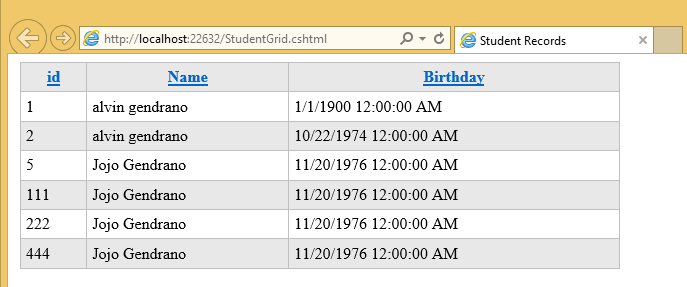 http://localhost:22632/StudentGrid.cshtml Student Records
id Name Birthday
1 alvin gendrano 1/1/1900 12:00:00 AM
2 alvin gendrano 10/22/1974 12:00:00 AM
5 Jojo Gendrano 11/20/1976 12:00:00 AM
111 Jojo Gendrano 11/20/1976 12:00:00 AM
222 Jojo Gendrano 11/20/1976 12:00:00 AM
444 Jojo Gendrano 11/20/1976 12:00:00 AM